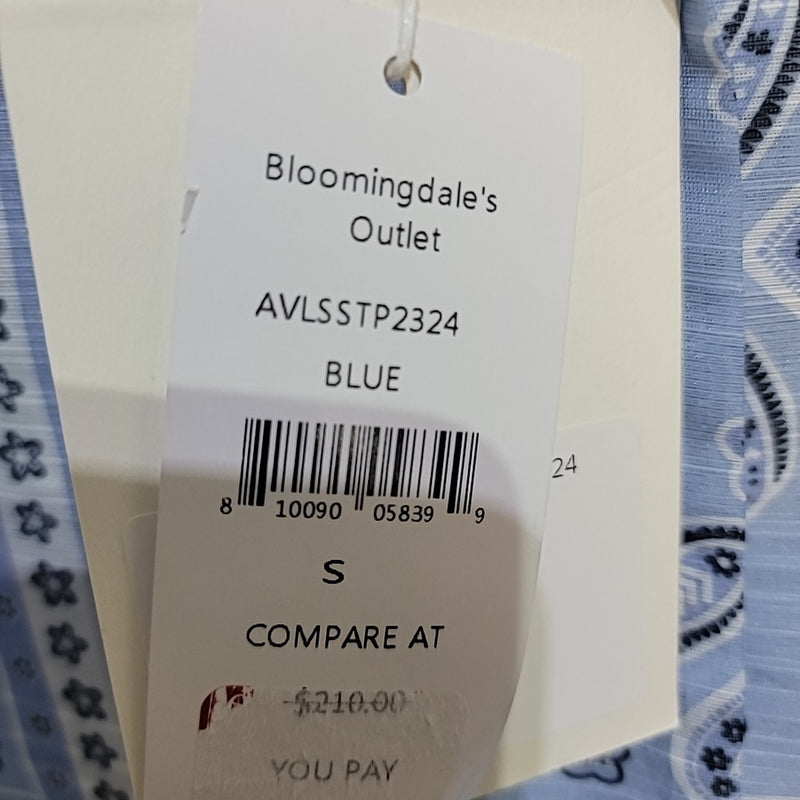 Bloomingdale's
Outlet
AVLSSTP2324
BLUE
8 10090 05839 9
24
S
COMPARE AT
$210.00
YOU PAY